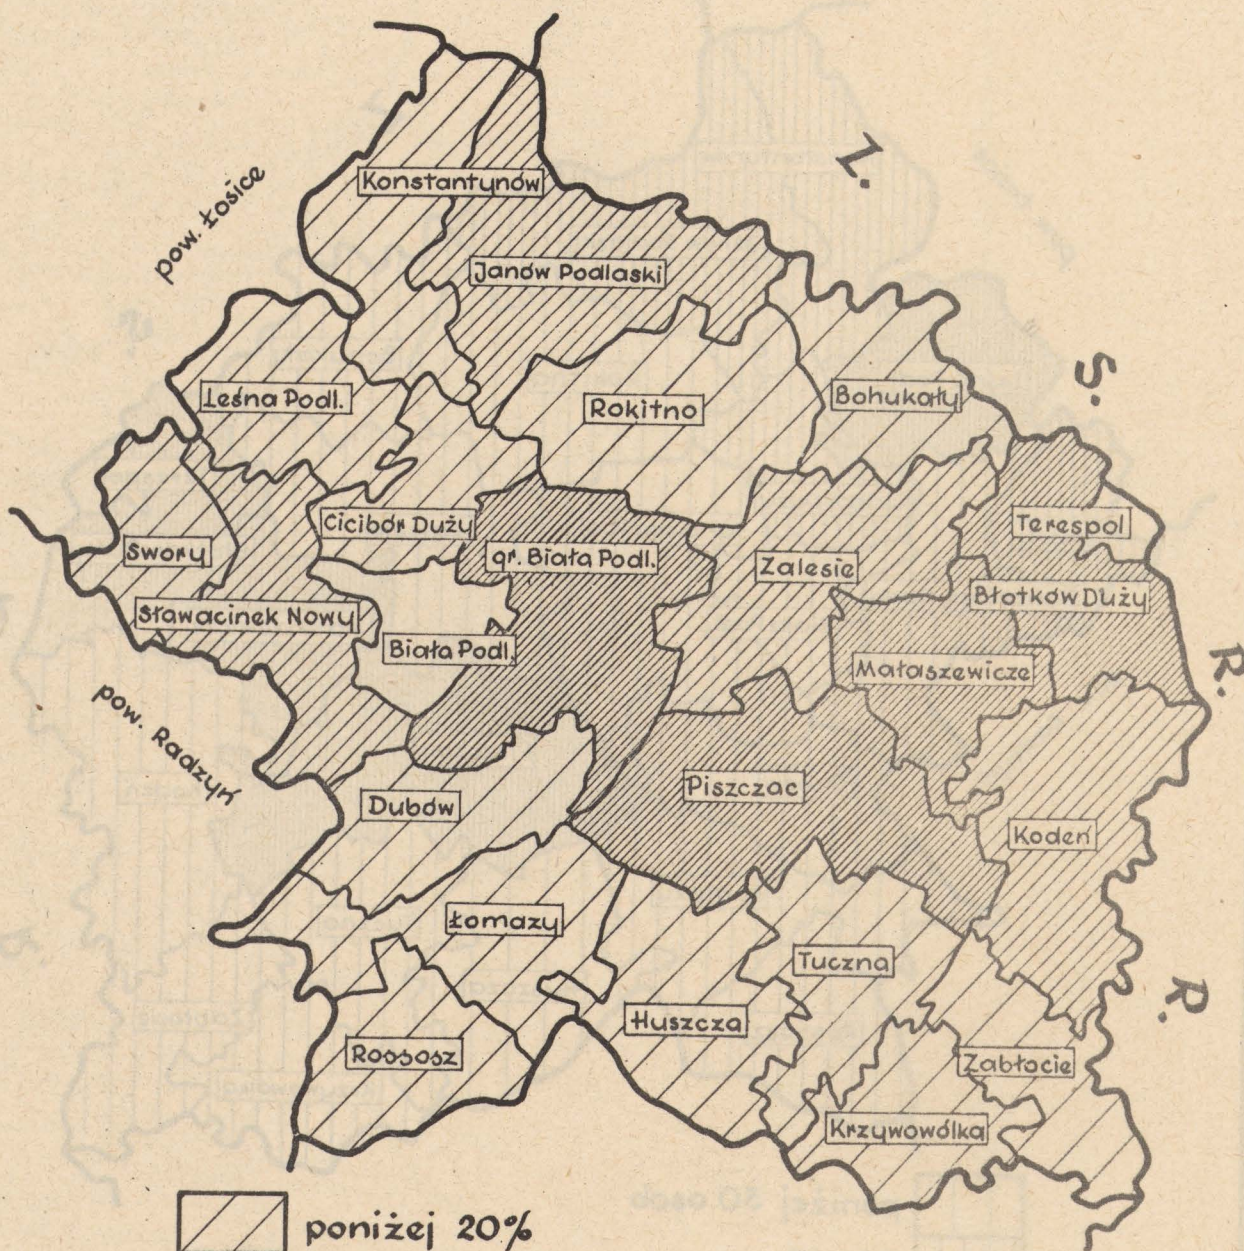 Z.
pow. Łosice
Konstantynów
Janów Podlaski
S.
Leśna Podl.
Rokitno
Bohukały
Cicibór Duży
Terespol
Swory
gr. Biała Podl.
Zalesie
Błotków Duży
Sławacinek Nowy
Biała Podl.
Małaszewicze
R.
pow. Radzyń
Piszczac
Dubów
Kodeń
Łomazy
Tuczna
R.
Huszcza
Rossosz
Zabłocie
Krzywowólka
poniżej 20%